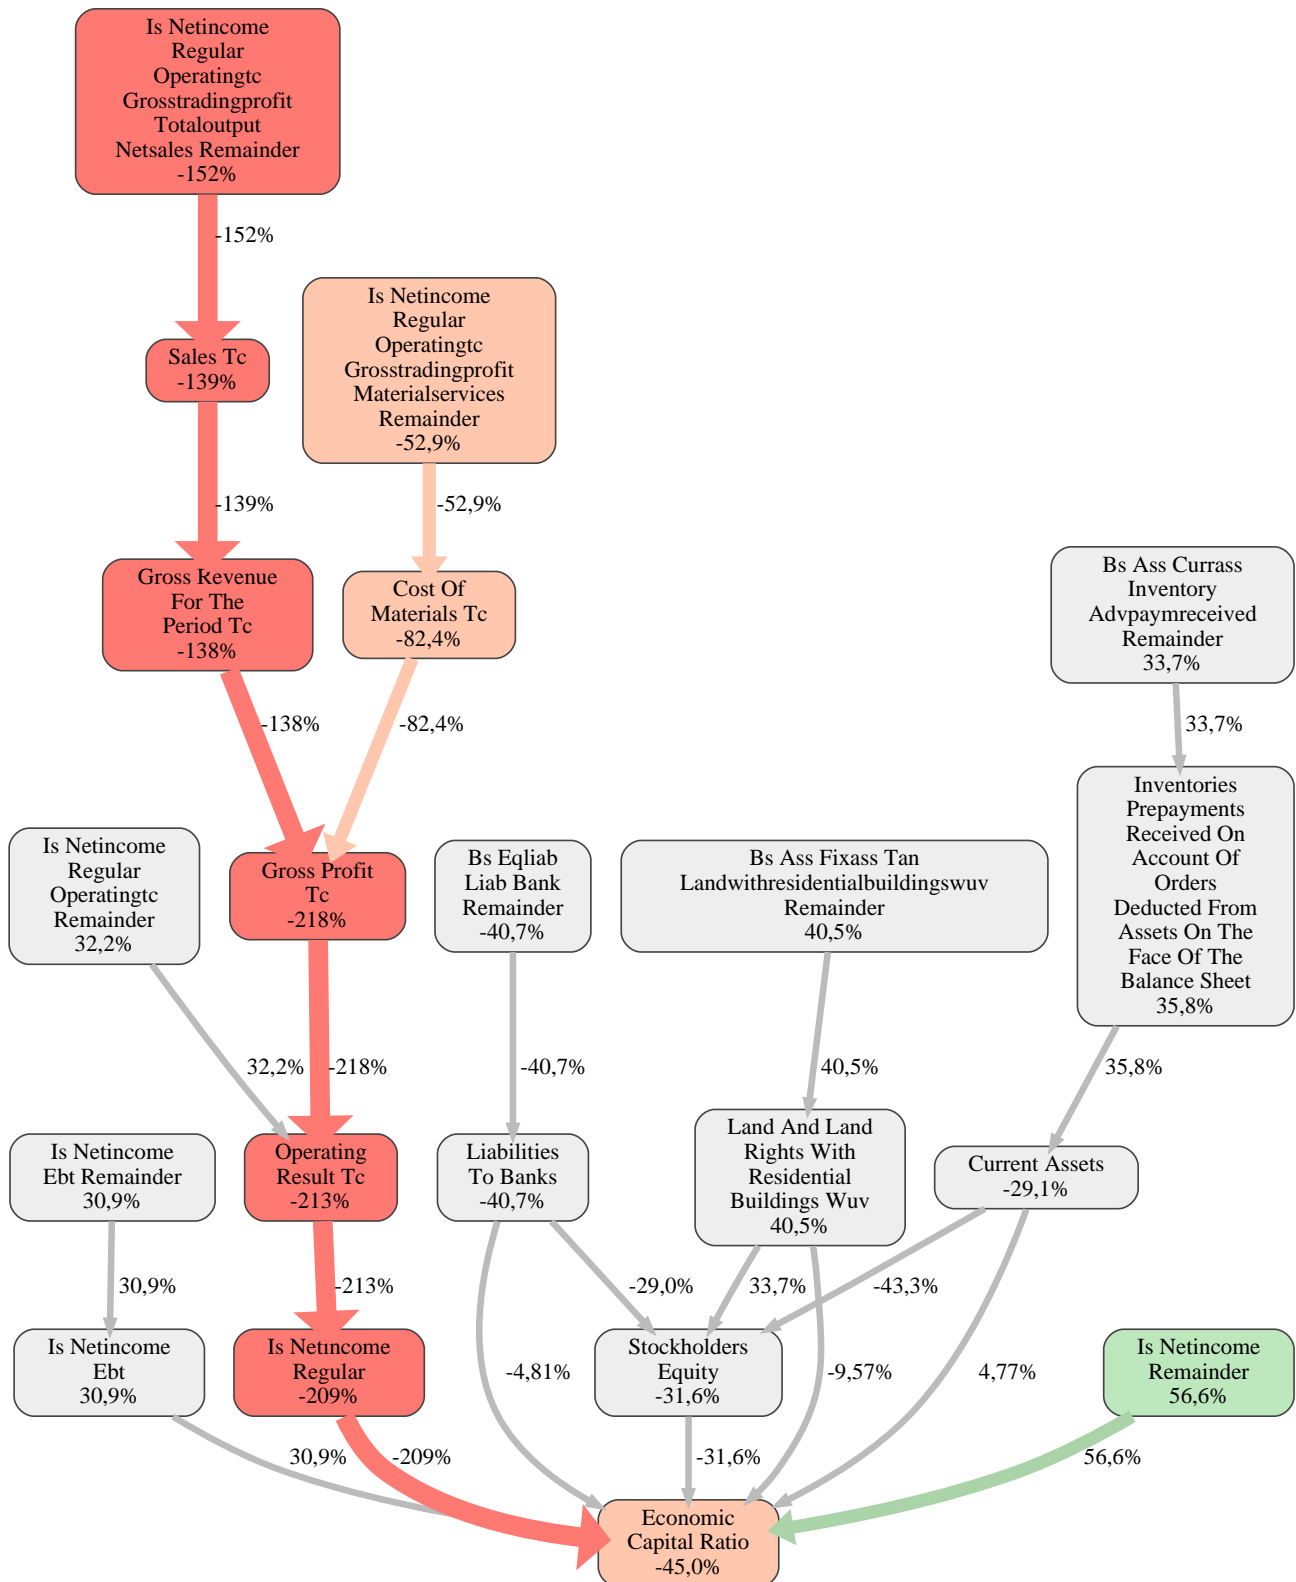 Is Netincome
Regular
Operatingtc
Grosstradingprofit
Totaloutput
Netsales Remainder
-152%
-152%
Is Netincome
Regular
Operatingtc
Grosstradingprofit
Materialservices
Remainder
-52,9%
Sales Tc
-139%
-139%
-52,9%
Gross Revenue
For The
Period Tc
-138%
Cost Of
Materials Tc
-82,4%
Bs Ass Currass
Inventory
Advpaymreceived
Remainder
33,7%
-138%
-82,4%
33,7%
Is Netincome
Regular
Operatingtc
Remainder
32,2%
Gross Profit
Tc
-218%
Bs Eqliab
Liab Bank
Remainder
-40,7%
Bs Ass Fixass Tan
Landwithresidentialbuildingswuv
Remainder
40,5%
Inventories
Prepayments
Received On
Account Of
Orders
Deducted From
Assets On The
Face Of The
Balance Sheet
35,8%
32,2%
-218%
-40,7%
40,5%
35,8%
Is Netincome
Ebt Remainder
30,9%
Operating
Result Tc
-213%
Liabilities
To Banks
-40,7%
Land And Land
Rights With
Residential
Buildings Wuv
40,5%
Current Assets
-29,1%
30,9%
-213%
-29,0%
33,7%
-43,3%
Is Netincome
Ebt
30,9%
Is Netincome
Regular
-209%
-4,81%
Stockholders
Equity
-31,6%
-9,57%
4,77%
Is Netincome
Remainder
56,6%
30,9%
-209%
-31,6%
56,6%
Economic
Capital Ratio
-45,0%